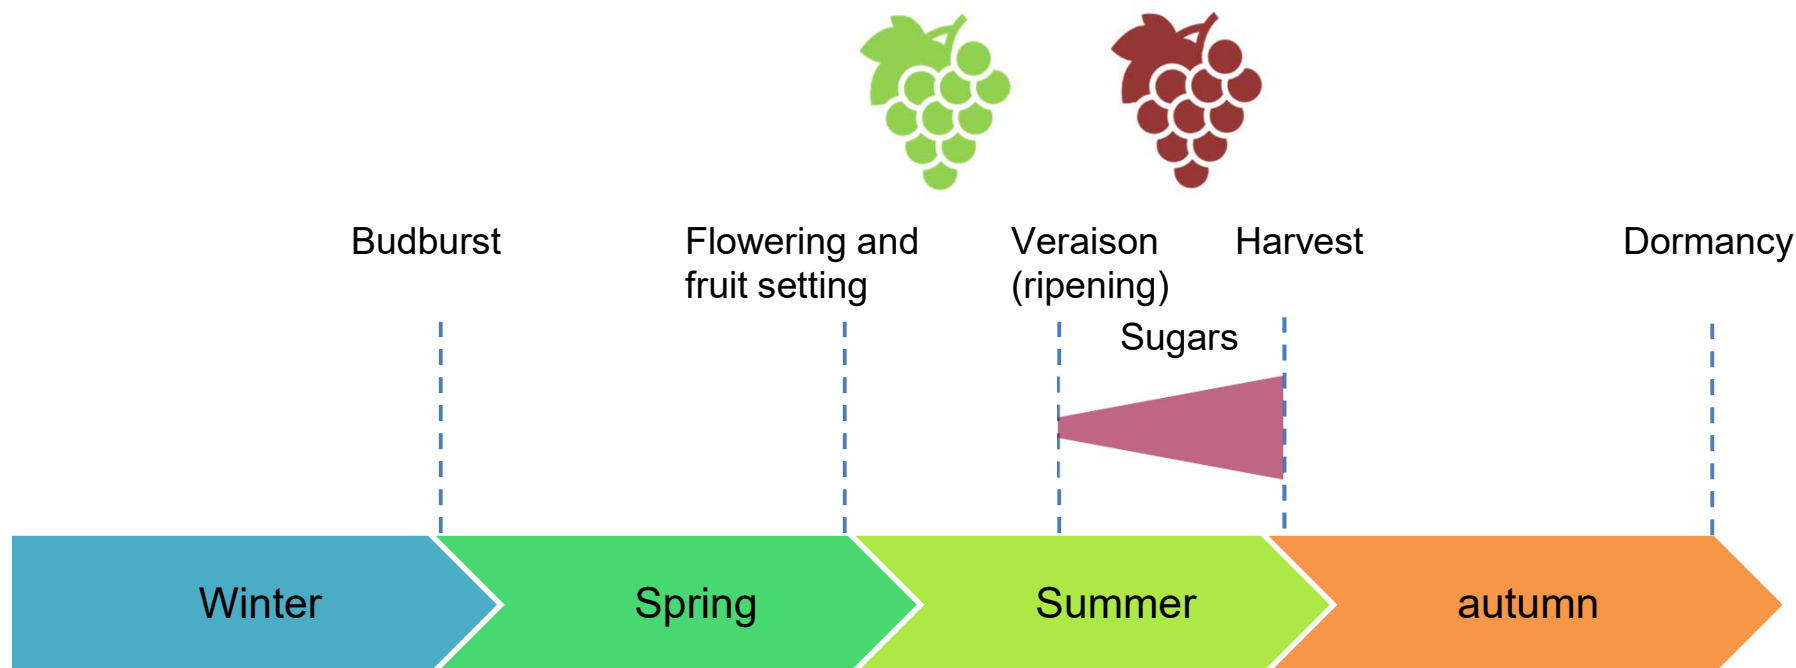 Budburst
Flowering and
fruit setting
Veraison
(ripening)
Harvest
Dormancy
Sugars
Winter
Spring
Summer
autumn